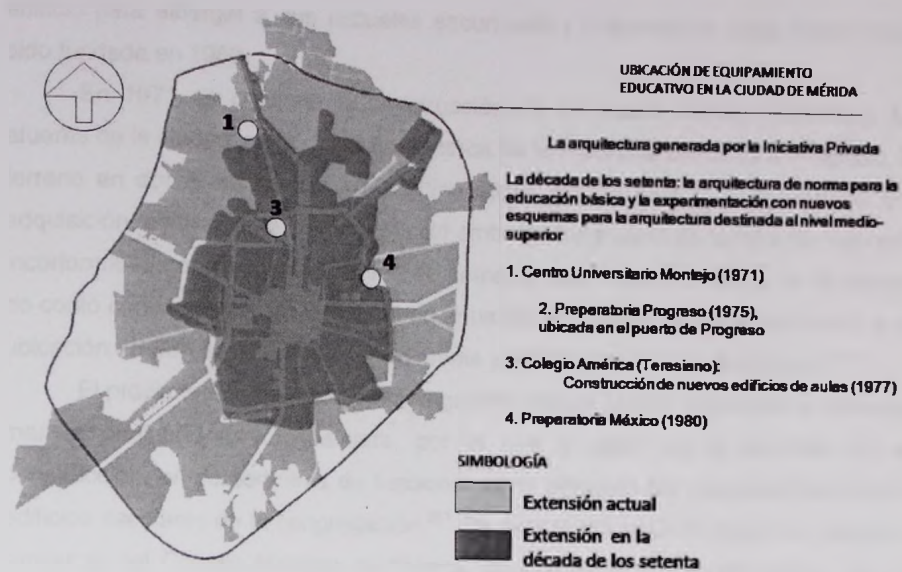 sido fundada en
1
3
4
UBICACIÓN DE EQUIPAMIENTO
EDUCATIVO EN LA CIUDAD DE MÉRIDA
La arquitectura generada por la Iniciativa Privada
La década de los setenta: la arquitectura de norma para la
educación básica y la experimentación con nuevos
esquemas para la arquitectura destinada al nivel medio-
superior
1. Centro Universitario Montejo (1971)
2. Preparatoria Progreso (1975),
ubicada en el puerto de Progreso
3. Colegio América (Teresiano):
Construcción de nuevos edificios de aulas (1977)
4. Preparatoria México (1980)
SIMBOLOGÍA
Extensión actual
Extensión en la
década de los setenta